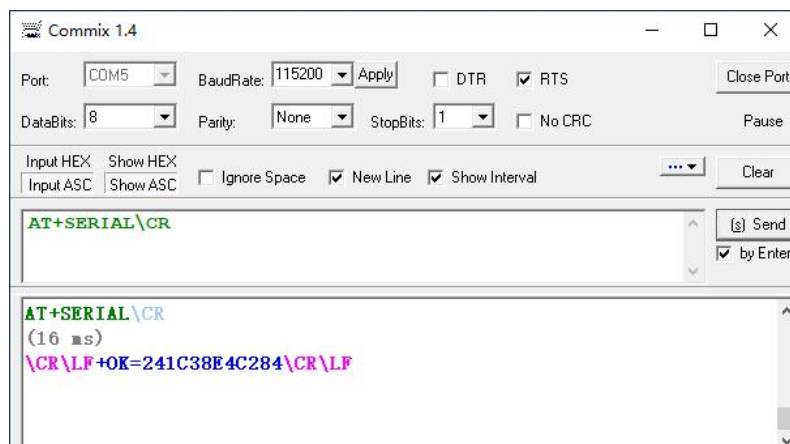 Commix 1.4
Port: COM5 BaudRate: 115200 Apply DTR RTS Close Port
DataBits: 8 Parity: None StopBits: 1 No CRC Pause
Input HEX Show HEX
Input ASC Show ASC Ignore Space New Line Show Interval ... Clear
AT+SERIAL\CR (s) Send
by Enter
AT+SERIAL\CR
(16 ms)
\CR\LF+OK=241C38E4C284\CR\LF